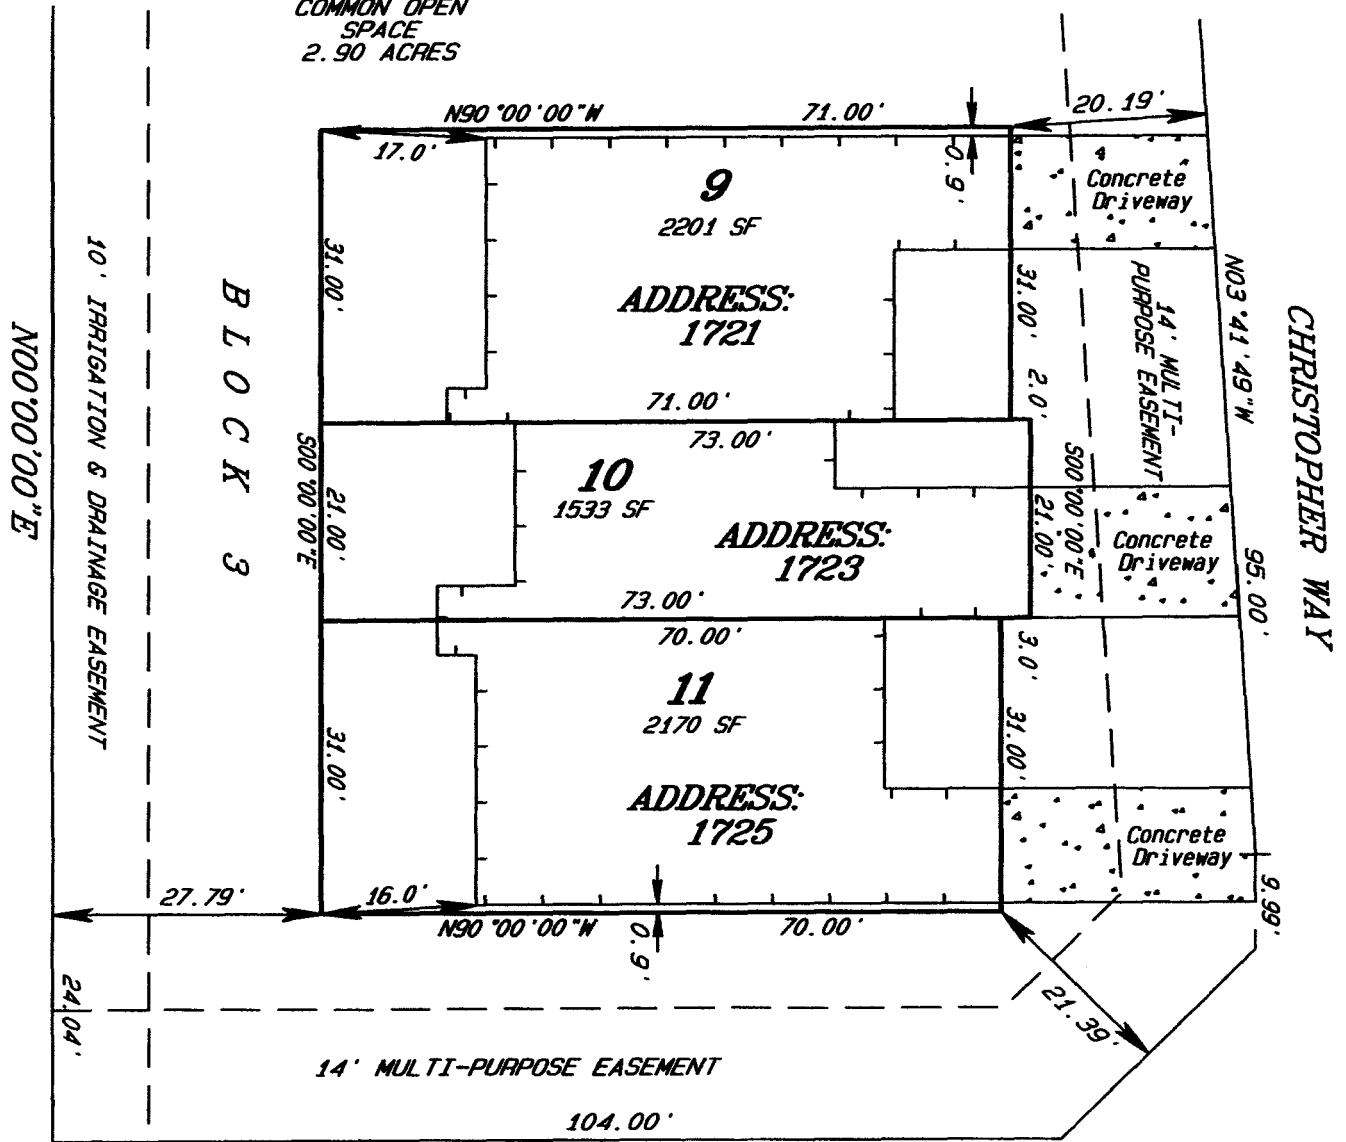 COMMON OPEN
SPACE
2.90 ACRES
N90°00'00"W
71.00'
20.19'
17.0'
0.9'
9
2201 SF
Concrete
Driveway
31.00'
ADDRESS:
1721
31.00'
2.0'
14' MULTI-
PURPOSE EASEMENT
N03°41'49"W
CHRISTOPHER WAY
10' IRRIGATION & DRAINAGE EASEMENT
BLOCK 3
N00°00'00"E
71.00'
73.00'
10
1533 SF
S00°00'00"E
21.00'
ADDRESS:
1723
S00°00'00"E
21.00'
Concrete
Driveway
95.00'
73.00'
70.00'
3.0'
11
2170 SF
31.00'
31.00'
ADDRESS:
1725
Concrete
Driveway
9.99'
27.79'
16.0'
N90°00'00"W
0.9'
70.00'
24.04'
21.39'
14' MULTI-PURPOSE EASEMENT
104.00'